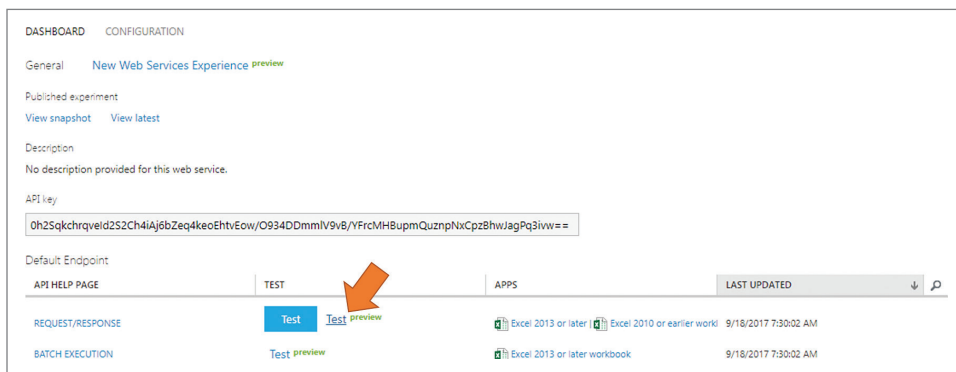 DASHBOARD CONFIGURATION
General New Web Services Experience preview
Published experiment
View snapshot View latest
Description
No description provided for this web service.
API key
0h2SqkchrqveId2S2Ch4iAj6bZeq4keoEhtvEow/O934DDmmlV9vB/YFrcMHBupmQuznpNxCpzBhwJagPq3ivw==
Default Endpoint
API HELP PAGE TEST APPS LAST UPDATED
REQUEST/RESPONSE Test Test preview Excel 2013 or later | Excel 2010 or earlier workl 9/18/2017 7:30:02 AM
BATCH EXECUTION Test preview Excel 2013 or later workbook 9/18/2017 7:30:02 AM